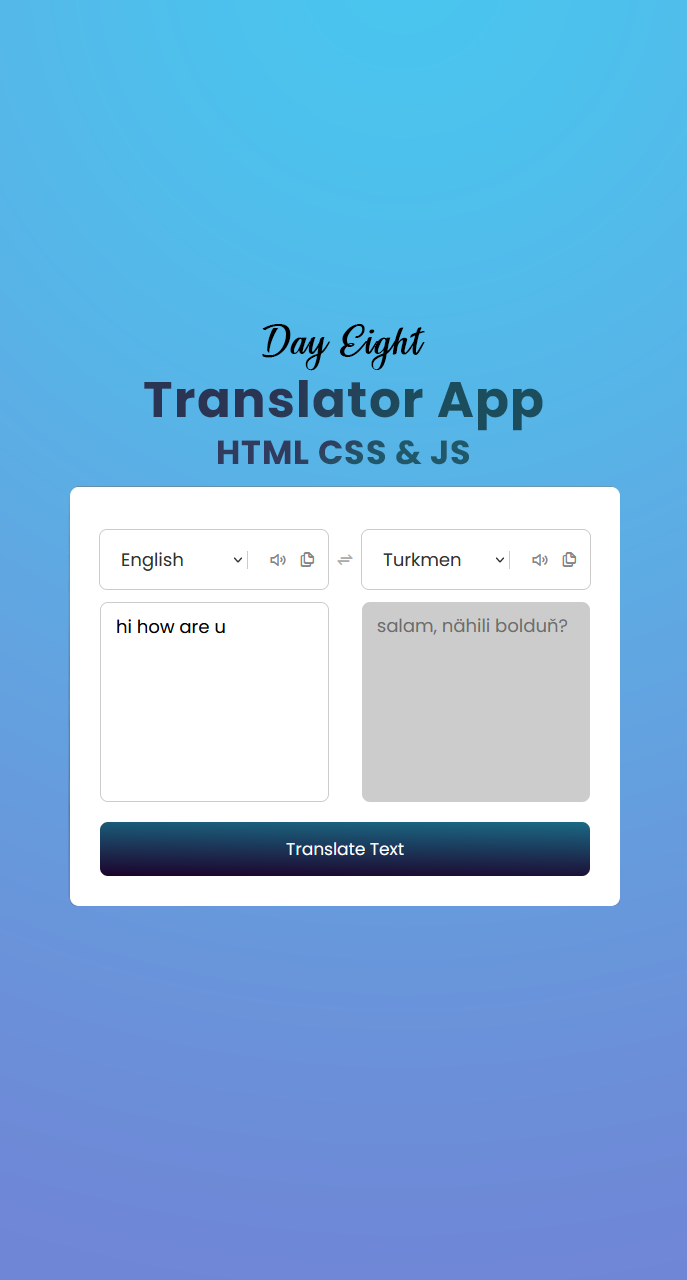 Day Eight
Translator App
HTML CSS & JS
English
Turkmen
hi how are u
salam, nähili bolduň?
Translate Text